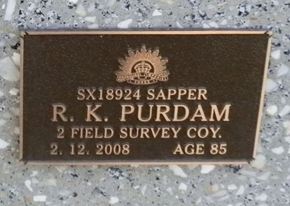 SX18924 SAPPER
R. K. PURDAM
2 FIELD SURVEY COY.
2. 12. 2008 AGE 85